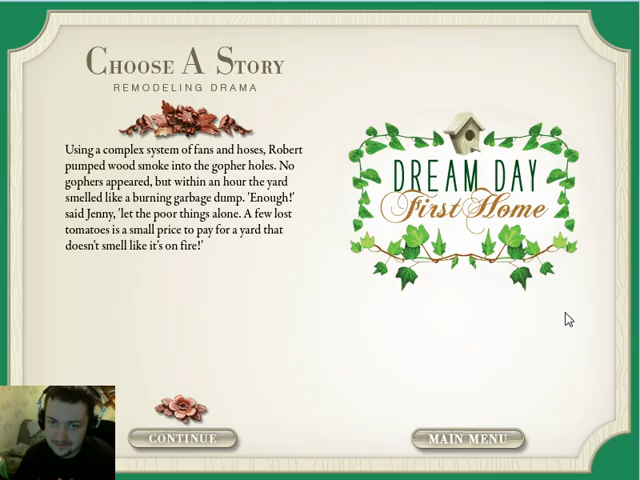 CHOOSE A STORY
REMODELING DRAMA
Using a complex system of fans and hoses, Robert
pumped wood smoke into the gopher holes. No
gophers appeared, but within an hour the yard
smelled like a burning garbage dump. 'Enough!'
said Jenny, 'let the poor things alone. A few lost
tomatoes is a small price to pay for a yard that
doesn't smell like it's on fire!'
DREAM DAY
First Home
CONTINUE
MAIN MENU